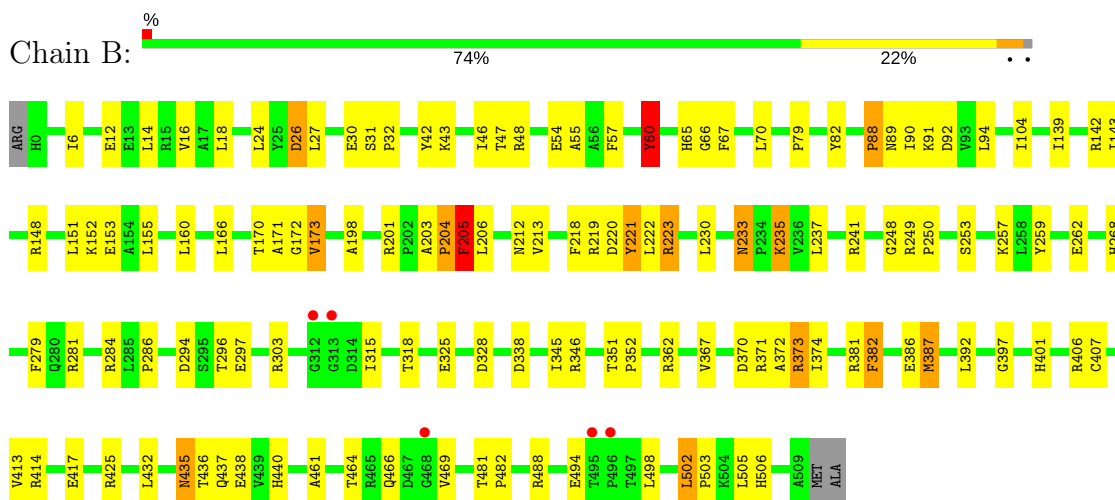 %
Chain B:
74% 22% • •
ARG H0 I6 E12 E13 L14 R15 V16 A17 L18 L24 Y25 D26 L27 E30 S31 P32 Y42 K43 I46 T47 R48 E54 A55 A56 F57 Y60 H65 G66 F67 L70 P79 Y82 P88 N89 I90 K91 D92 V93 L94 I104 I139 R142
R148 L151 K152 E153 A154 L155 L160 L166 T170 A171 G172 V173 A198 R201 P202 A203 P204 F205 L206 N212 V213 F218 R219 D220 Y221 L222 R223 L230 N233 P234 K235 V236 L237 R241 G248 R249 P250 S253 K257 L258 Y259 E262 H268
F279 Q280 R281 R284 L285 P286 D294 S295 T296 E297 R303 G312 G313 D314 I315 T318 E325 D328 D338 I345 R346 T351 P352 R362 V367 D370 R371 A372 R373 I374 R381 F382 E386 M387 L392 G397 H401 R406 C407
V413 R414 E417 R425 L432 N435 T436 Q437 E438 V439 H440 A461 T464 R465 Q466 D467 G468 V469 T481 P482 R488 E494 T495 P496 T497 L498 L502 P503 K504 L505 H506 A509 MET ALA